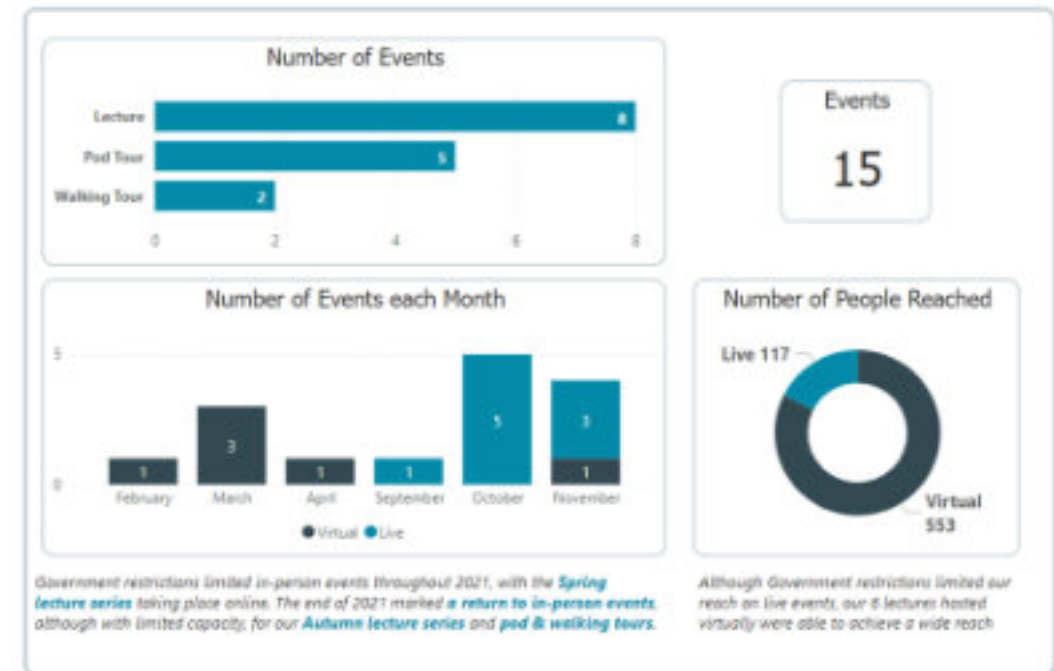 Number of Events
Lecture
8
Pod Tour
5
Walking Tour
2
0 2 4 6 8
Events
15
Number of Events each Month
5
0
1
3
1
1
5
3
1
February March April September October November
Virtual Live
Number of People Reached
Live 117
Virtual
553
Government restrictions limited in-person events throughout 2021, with the Spring
lecture series taking place online. The end of 2021 marked a return to in-person events,
although with limited capacity, for our Autumn lecture series and pod & walking tours.
Although Government restrictions limited our
reach on live events, our 6 lectures hosted
virtually were able to achieve a wide reach